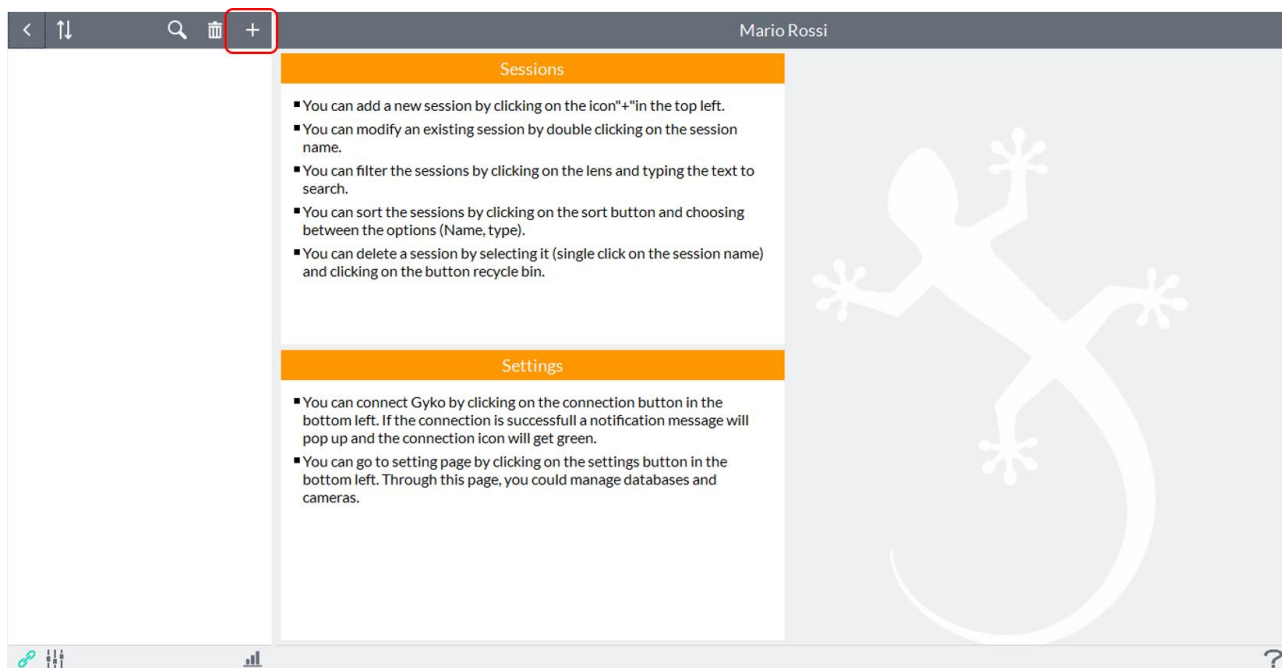 Mario Rossi
Sessions
▪ You can add a new session by clicking on the icon"+"in the top left.
▪ You can modify an existing session by double clicking on the session
name.
▪ You can filter the sessions by clicking on the lens and typing the text to
search.
▪ You can sort the sessions by clicking on the sort button and choosing
between the options (Name, type).
▪ You can delete a session by selecting it (single click on the session name)
and clicking on the button recycle bin.
Settings
▪ You can connect Gyko by clicking on the connection button in the
bottom left. If the connection is successfull a notification message will
pop up and the connection icon will get green.
▪ You can go to setting page by clicking on the settings button in the
bottom left. Through this page, you could manage databases and
cameras.